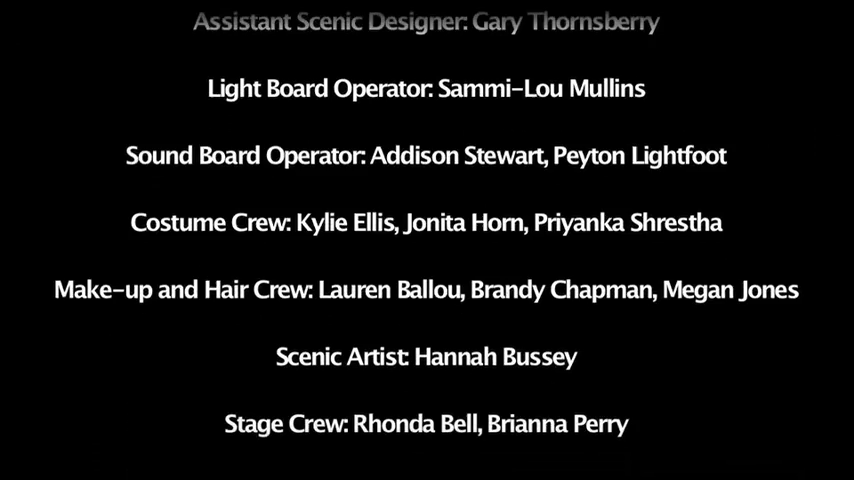 Assistant Scenic Designer: Gary Thornsberry
Light Board Operator: Sammi-Lou Mullins
Sound Board Operator: Addison Stewart, Peyton Lightfoot
Costume Crew: Kylie Ellis, Jonita Horn, Priyanka Shrestha
Make-up and Hair Crew: Lauren Ballou, Brandy Chapman, Megan Jones
Scenic Artist: Hannah Bussey
Stage Crew: Rhonda Bell, Brianna Perry